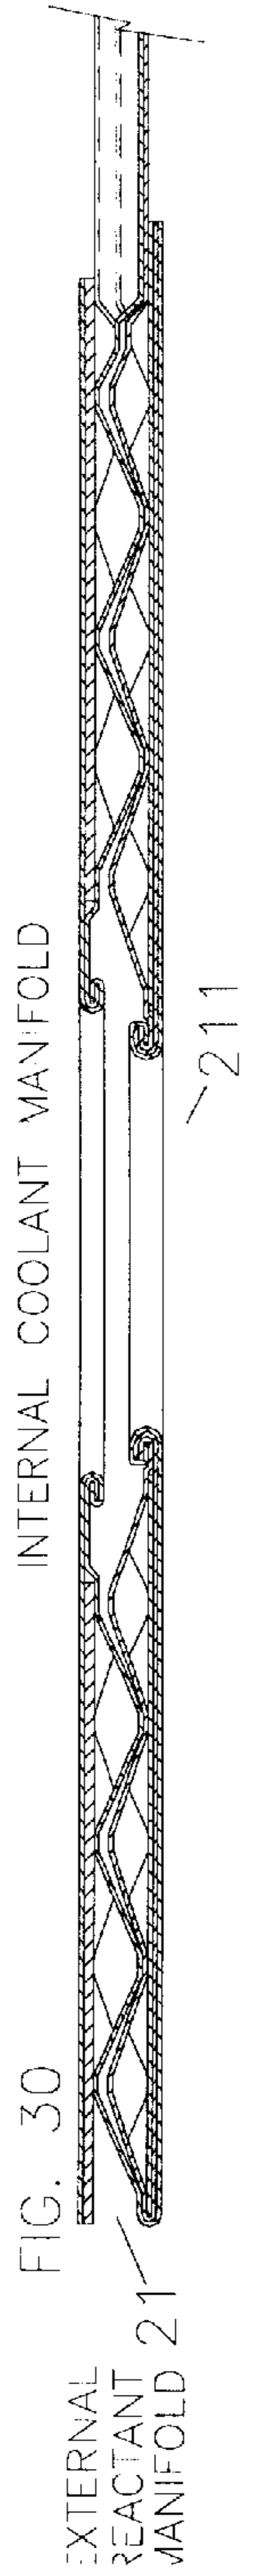 FIG. 30
INTERNAL COOLANT MANIFOLD
EXTERNAL
REACTANT
MANIFOLD
21
211